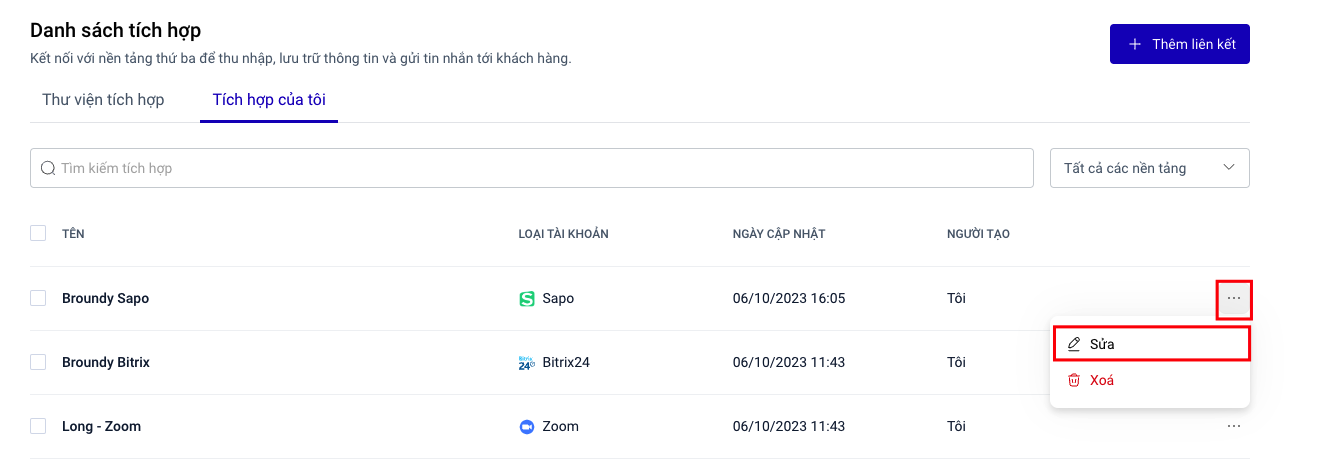 Danh sách tích hợp
Kết nối với nền tảng thứ ba để thu nhập, lưu trữ thông tin và gửi tin nhắn tới khách hàng.
Thêm liên kết
Thư viện tích hợp Tích hợp của tôi
Tìm kiếm tích hợp Tất cả các nền tảng
TÊN LOẠI TÀI KHOẢN NGÀY CẬP NHẬT NGƯỜI TẠO
Broundy Sapo Sapo 06/10/2023 16:05 Tôi ...
Sửa
Broundy Bitrix Bitrix 24 Bitrix24 06/10/2023 11:43 Tôi
Xoá
Long - Zoom Zoom 06/10/2023 11:43 Tôi ...